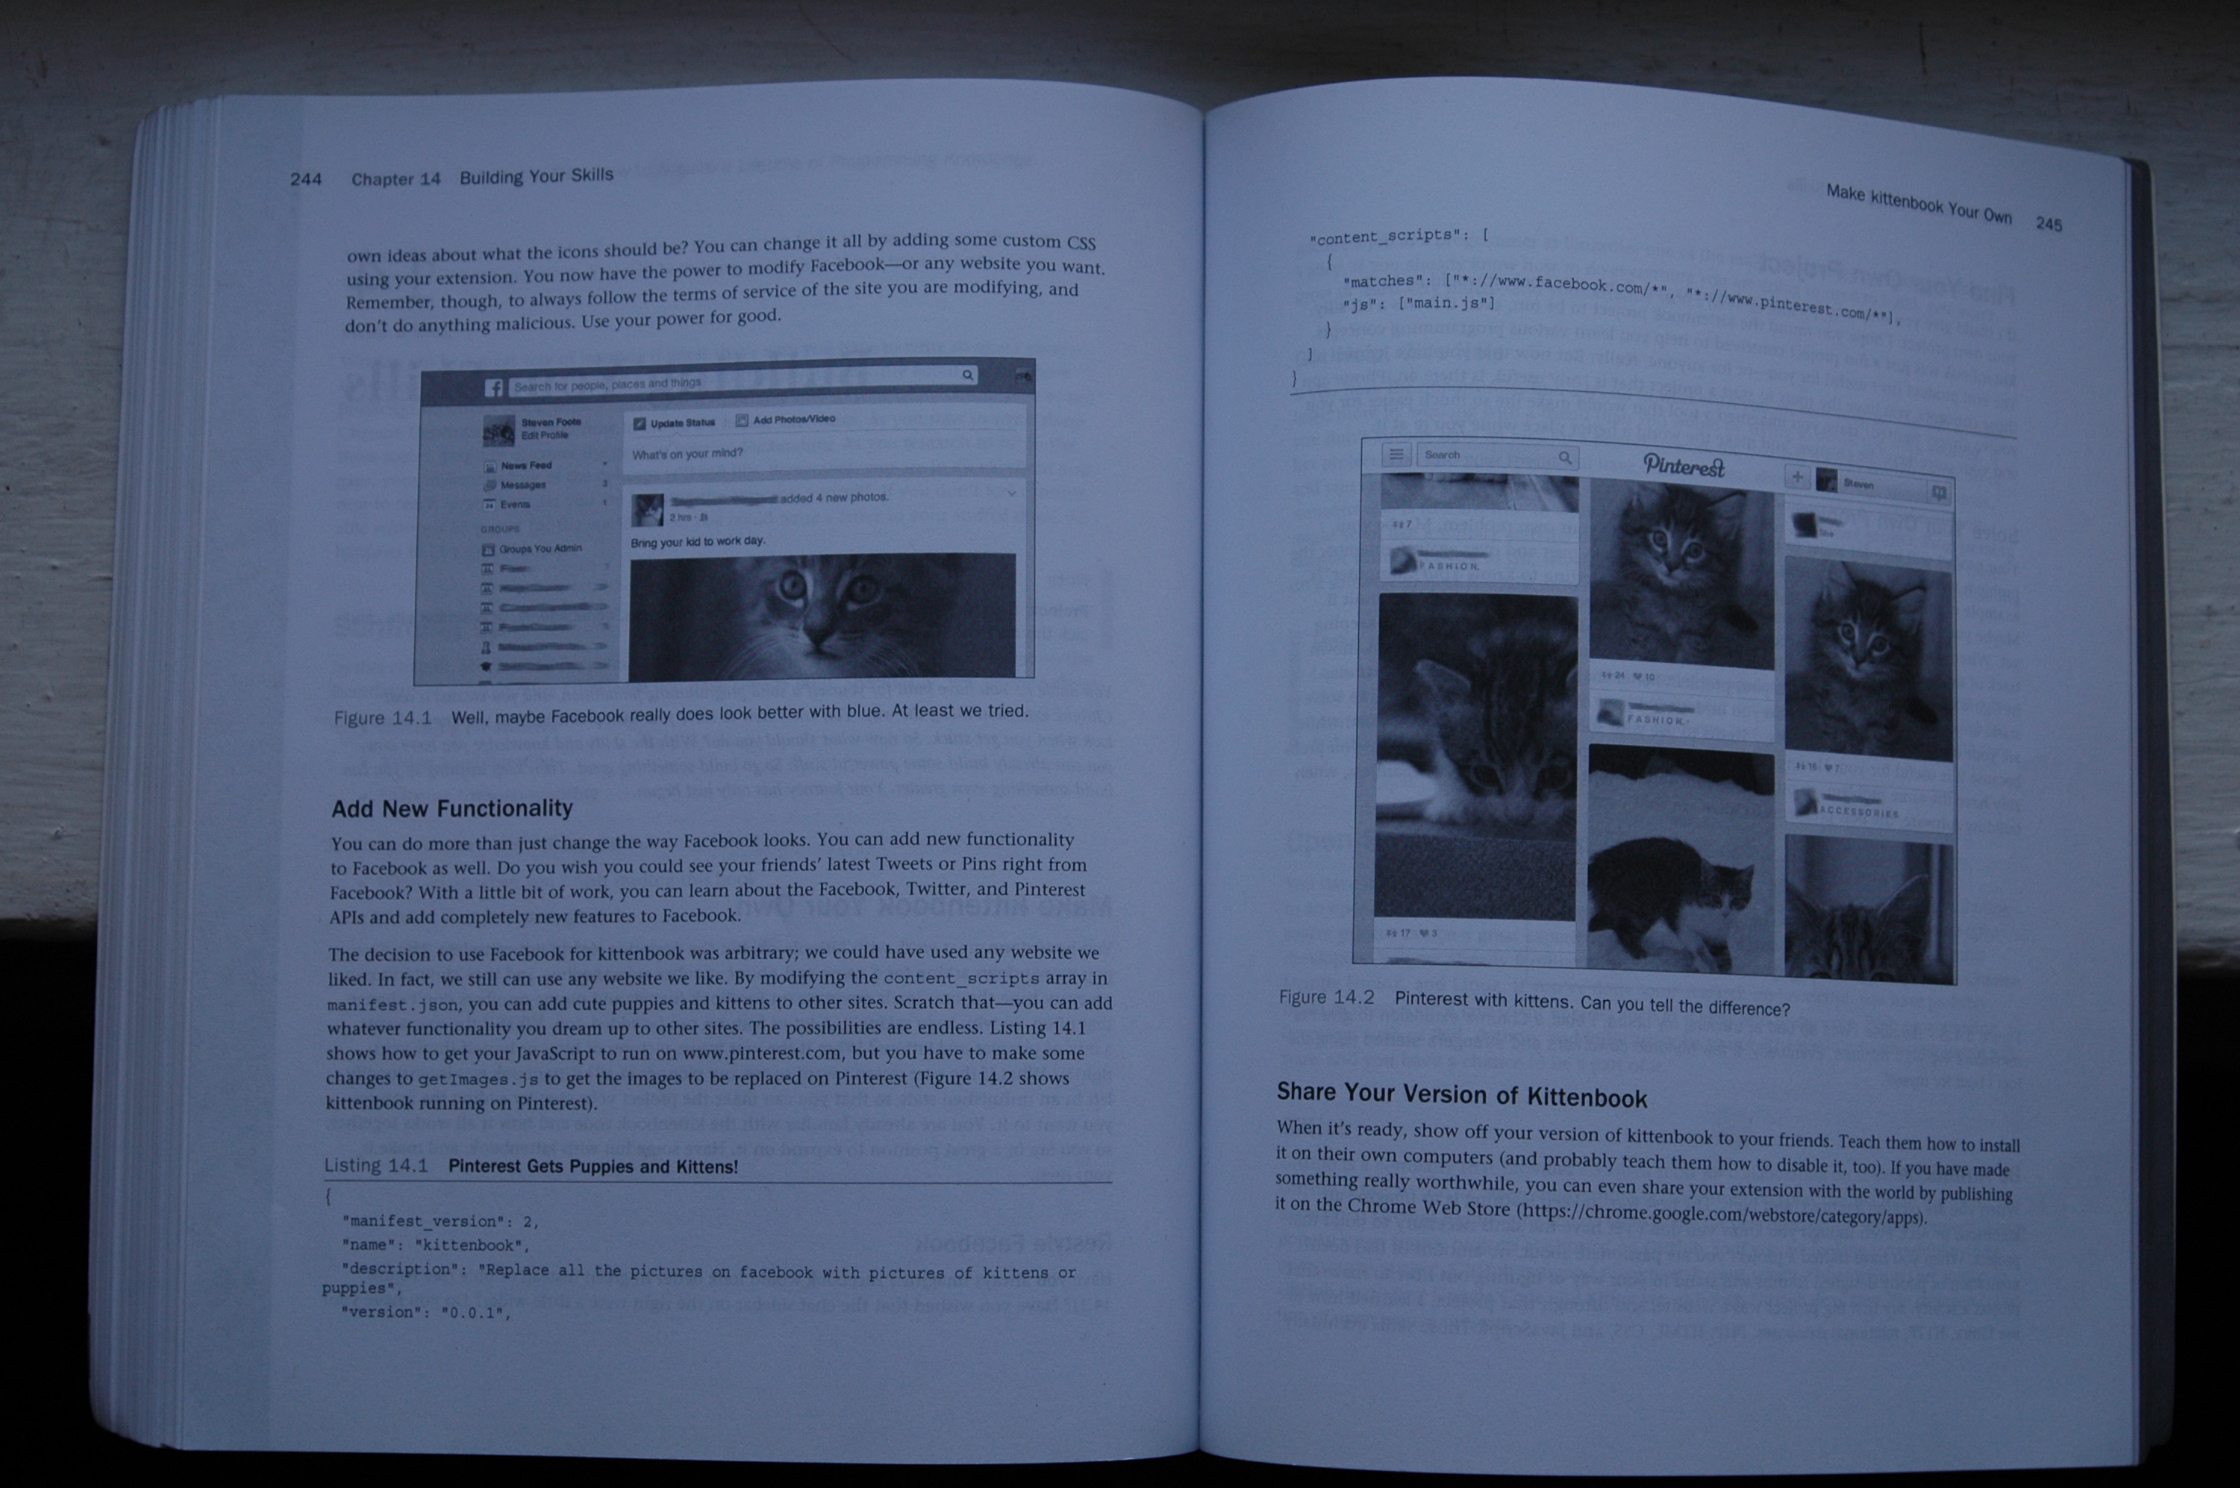 244 Chapter 14 Building Your Skills
own ideas about what the icons should be? You can change it all by adding some custom CSS
using your extension. You now have the power to modify Facebook—or any website you want.
Remember, though, to always follow the terms of service of the site you are modifying, and
don't do anything malicious. Use your power for good.
f Search for people, places and things
Steven Foote
Edit Profile
News Feed
Messages 3
Events 1
GROUPS
Groups You Admin
Update Status Add Photos/Video
What's on your mind?
added 4 new photos.
2 hrs
Bring your kid to work day.
Figure 14.1 Well, maybe Facebook really does look better with blue. At least we tried.
Add New Functionality
You can do more than just change the way Facebook looks. You can add new functionality
to Facebook as well. Do you wish you could see your friends' latest Tweets or Pins right from
Facebook? With a little bit of work, you can learn about the Facebook, Twitter, and Pinterest
APIs and add completely new features to Facebook.
The decision to use Facebook for kittenbook was arbitrary; we could have used any website we
liked. In fact, we still can use any website we like. By modifying the content_scripts array in
manifest.json, you can add cute puppies and kittens to other sites. Scratch that—you can add
whatever functionality you dream up to other sites. The possibilities are endless. Listing 14.1
shows how to get your JavaScript to run on www.pinterest.com, but you have to make some
changes to getImages.js to get the images to be replaced on Pinterest (Figure 14.2 shows
kittenbook running on Pinterest).
Listing 14.1 Pinterest Gets Puppies and Kittens!
{
"manifest_version": 2,
"name": "kittenbook",
"description": "Replace all the pictures on facebook with pictures of kittens or
puppies",
"version": "0.0.1",
Make kittenbook Your Own 245
"content_scripts": [
{
"matches": ["*://www.facebook.com/*", "*://www.pinterest.com/*"],
"js": ["main.js"]
}
]
}
Search
Pinterest
Steven
7
FASHION
17 3
24 10
FASHION
16 7
ACCESSORIES
Figure 14.2 Pinterest with kittens. Can you tell the difference?
Share Your Version of Kittenbook
When it's ready, show off your version of kittenbook to your friends. Teach them how to install
it on their own computers (and probably teach them how to disable it, too). If you have made
something really worthwhile, you can even share your extension with the world by publishing
it on the Chrome Web Store (https://chrome.google.com/webstore/category/apps).